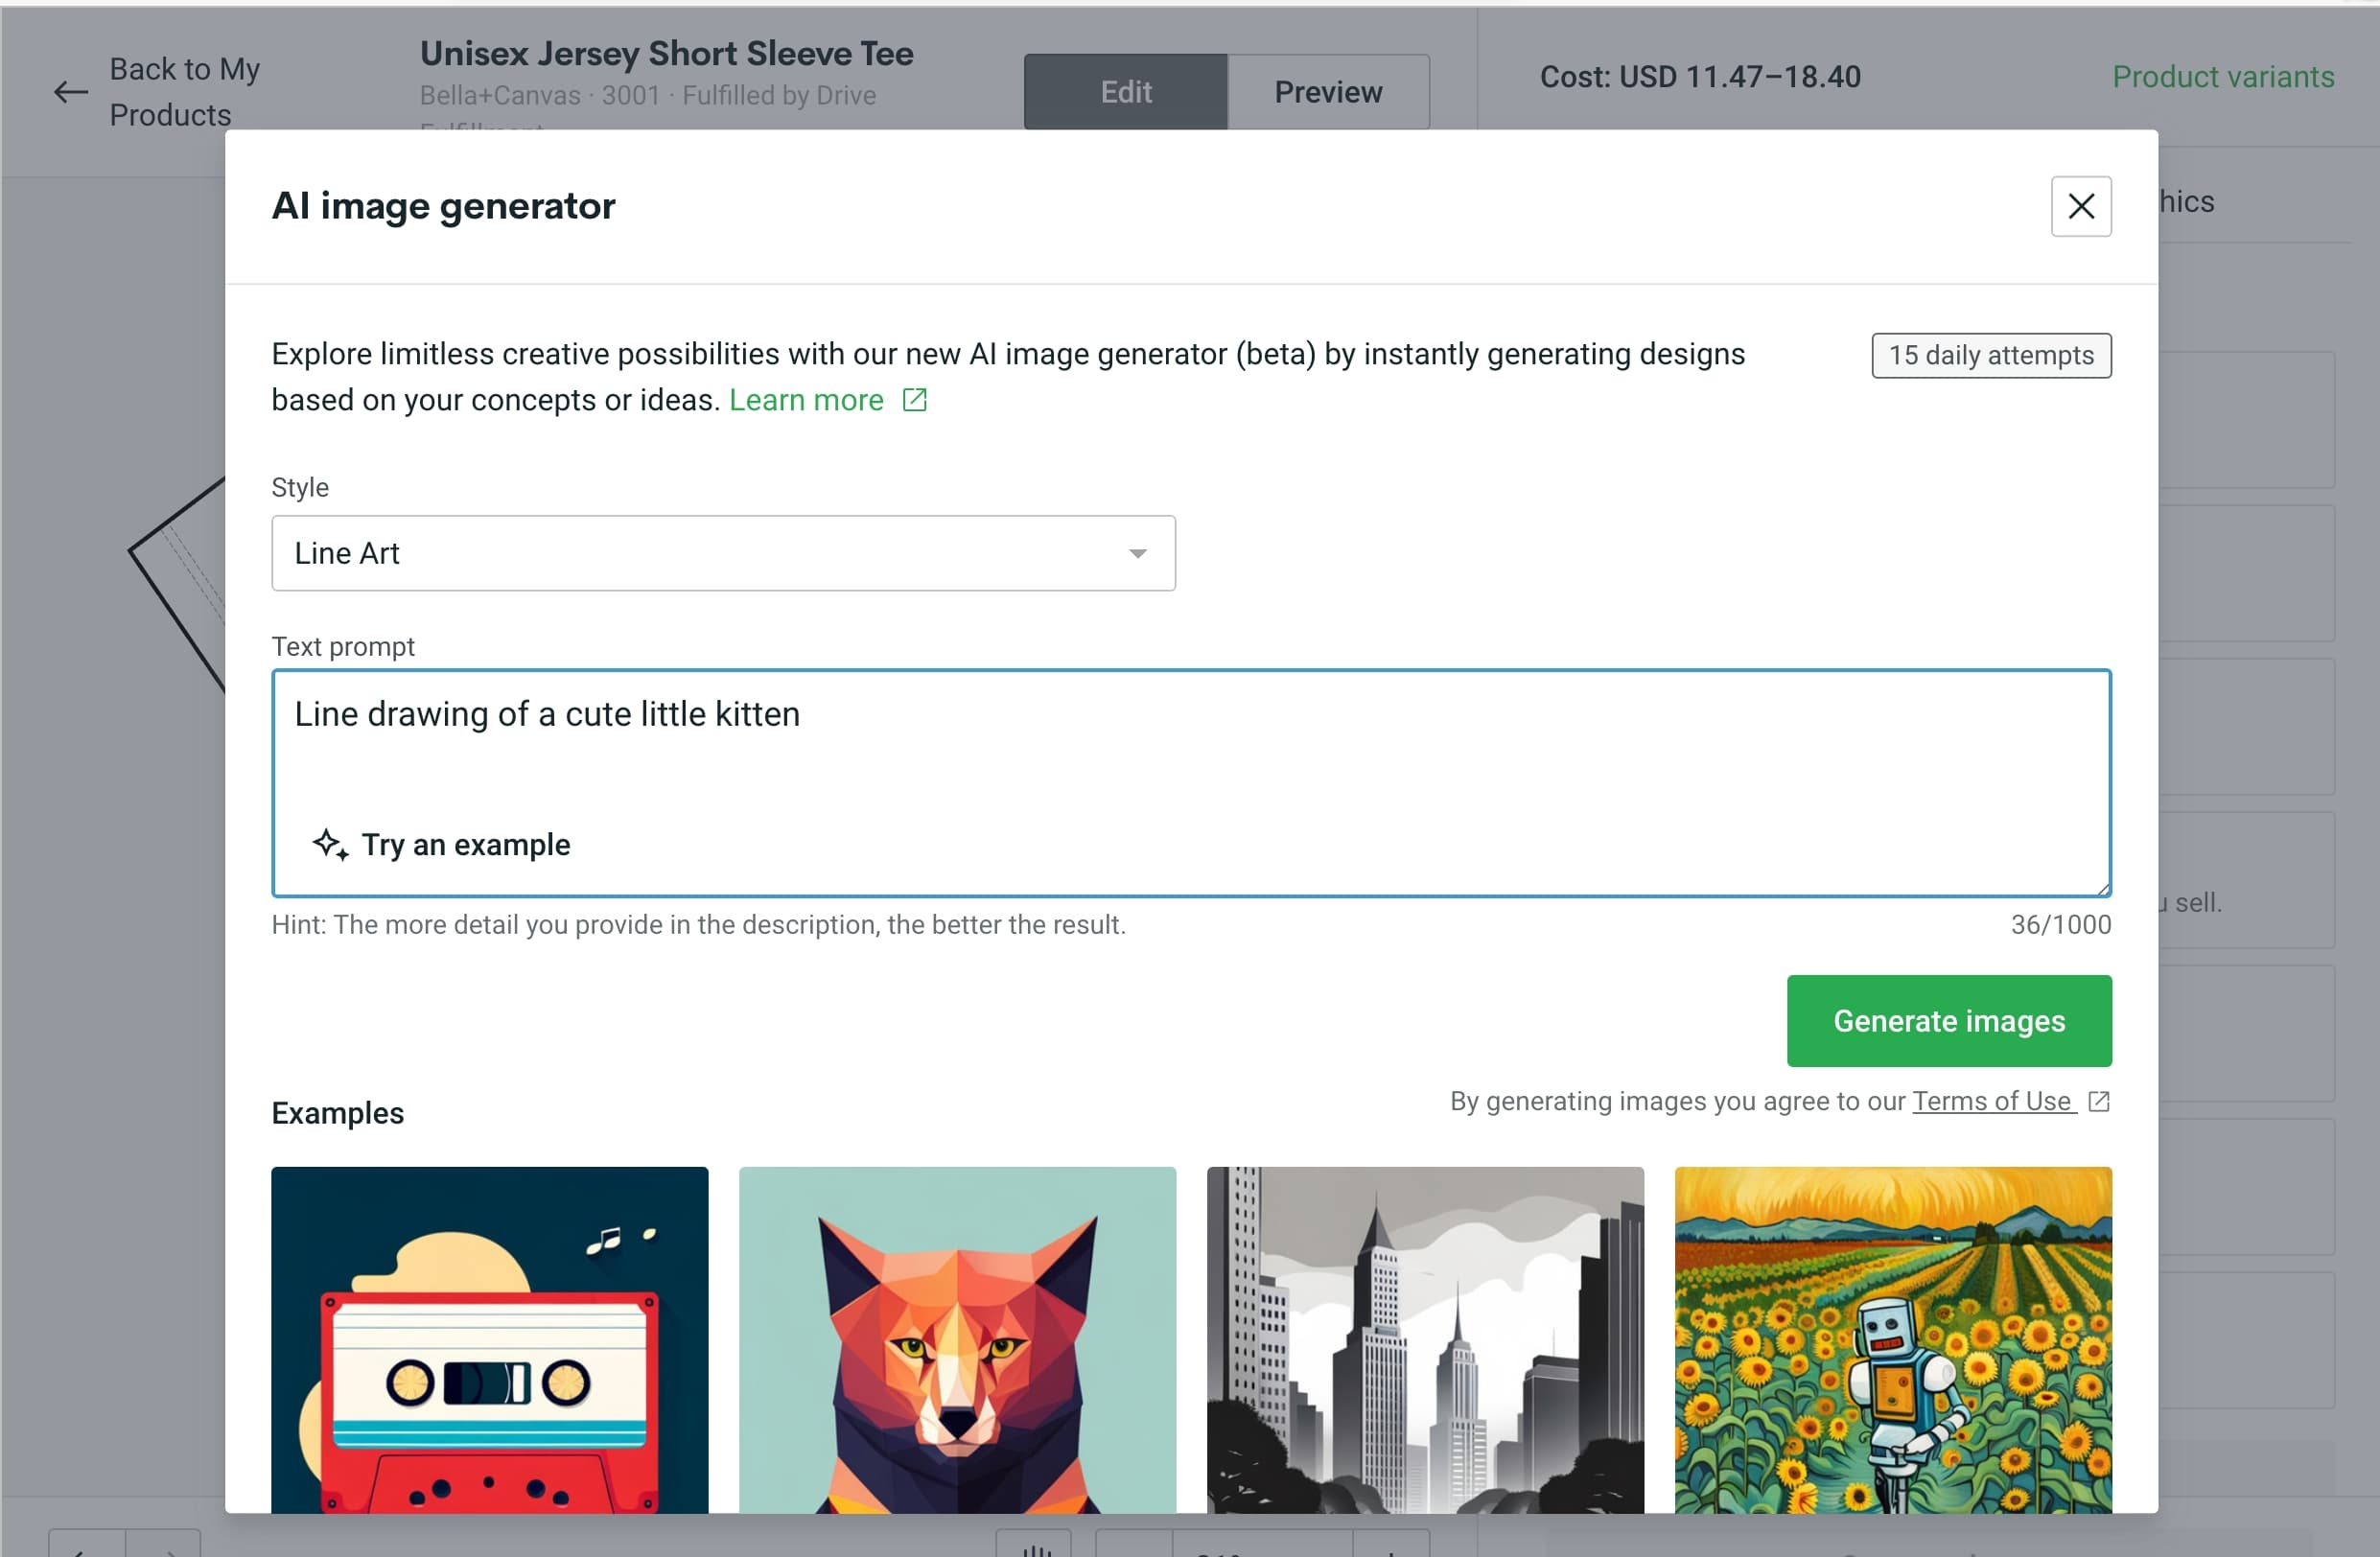 Back to My
Products
Unisex Jersey Short Sleeve Tee
Bella+Canvas · 3001 · Fulfilled by Drive
Fulfillment
Edit
Preview
Cost: USD 11.47–18.40
Product variants
AI image generator
hics
Explore limitless creative possibilities with our new AI image generator (beta) by instantly generating designs
based on your concepts or ideas. Learn more
15 daily attempts
Style
Line Art
Text prompt
Line drawing of a cute little kitten
Try an example
Hint: The more detail you provide in the description, the better the result.
36/1000
u sell.
Generate images
By generating images you agree to our Terms of Use
Examples